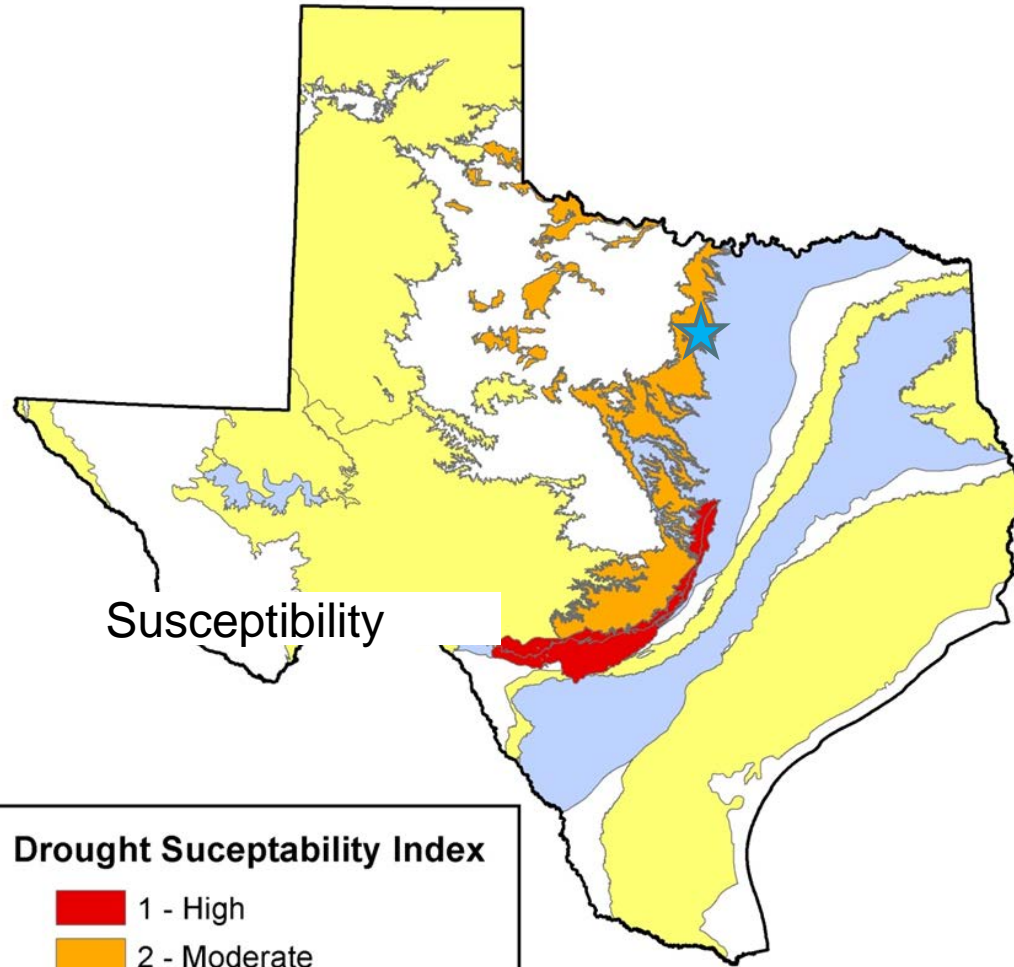 Susceptibility
Drought Suceptability Index
1 - High
2 - Moderate